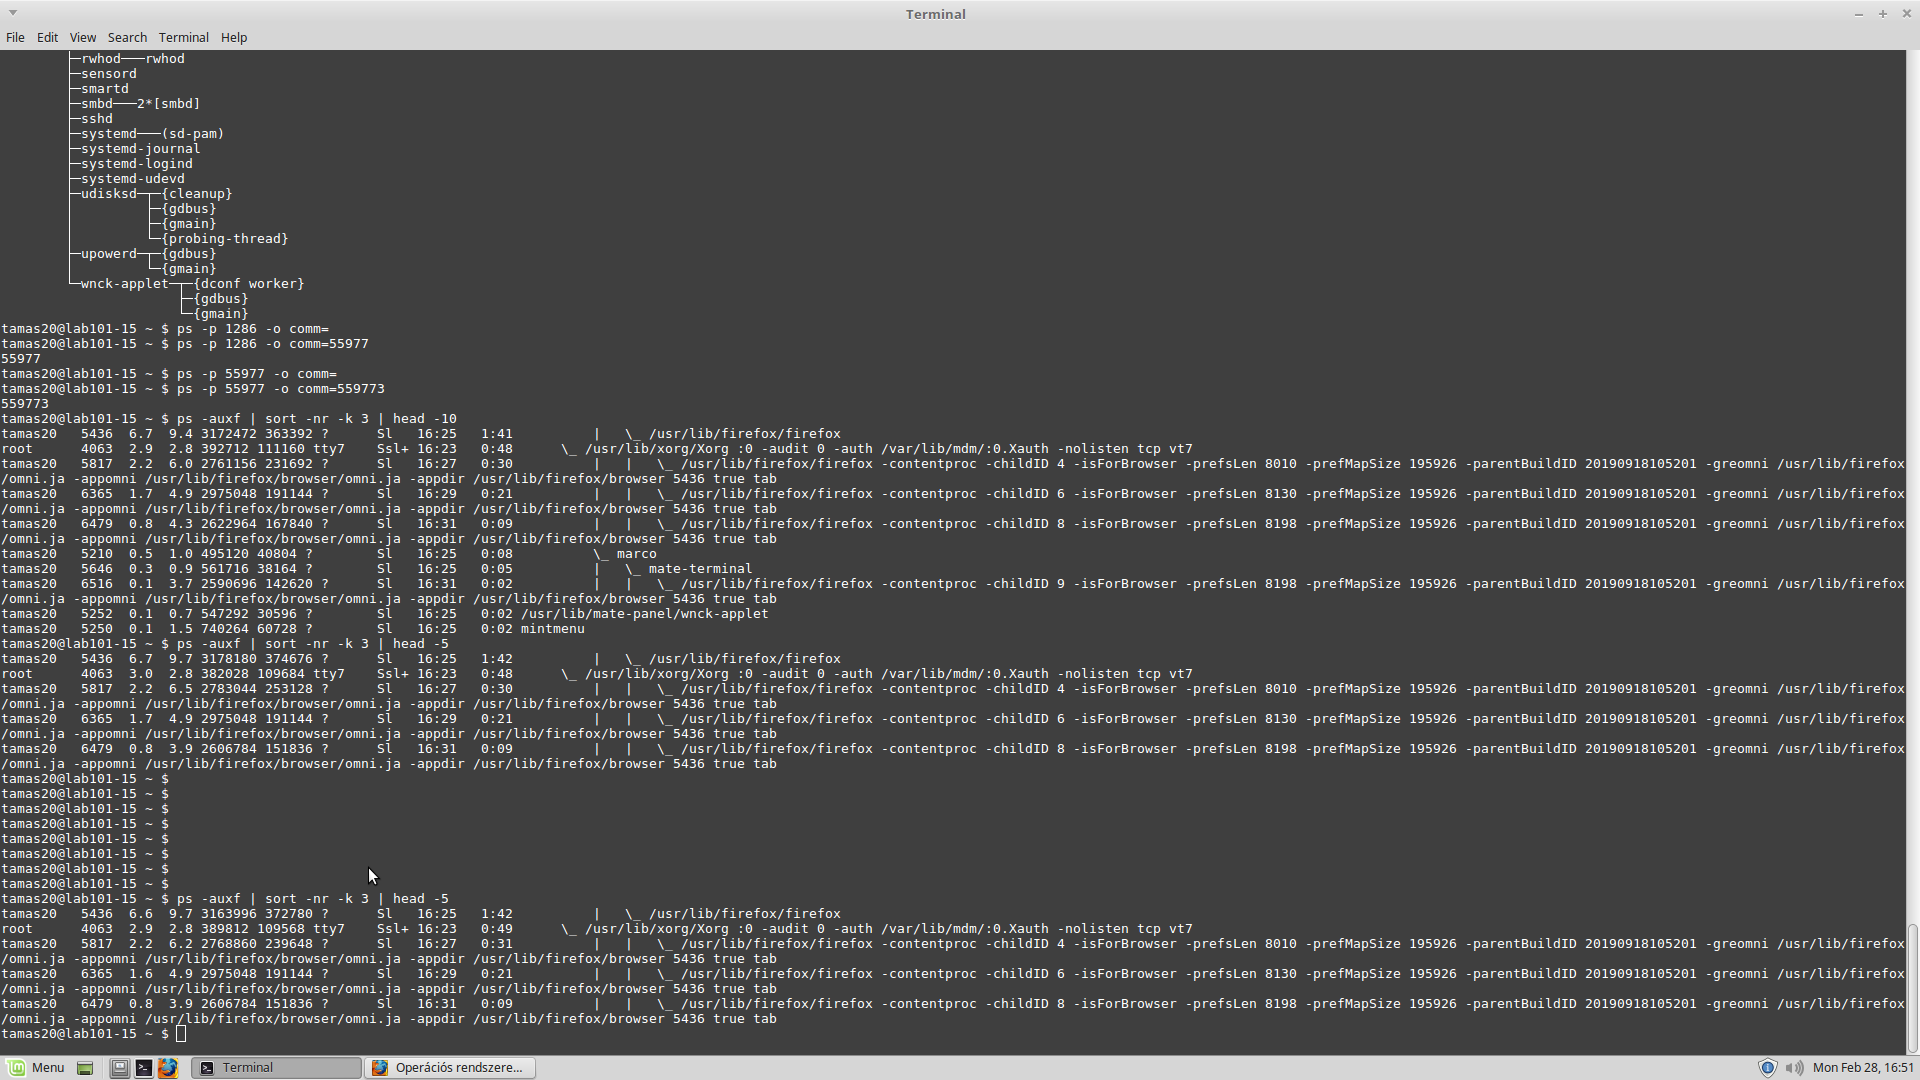 Terminal
File Edit View Search Terminal Help
├─rwhod───rwhod
├─sensord
├─smartd
├─smbd───2*[smbd]
├─sshd
├─systemd───(sd-pam)
├─systemd-journal
├─systemd-logind
├─systemd-udevd
├─udisksd─┬─{cleanup}
│         ├─{gdbus}
│         ├─{gmain}
│         └─{probing-thread}
├─upowerd─┬─{gdbus}
│         └─{gmain}
└─wnck-applet─┬─{dconf worker}
              ├─{gdbus}
              └─{gmain}
tamas20@lab101-15 ~ $ ps -p 1286 -o comm=
tamas20@lab101-15 ~ $ ps -p 1286 -o comm=55977
55977
tamas20@lab101-15 ~ $ ps -p 55977 -o comm=
tamas20@lab101-15 ~ $ ps -p 55977 -o comm=559773
559773
tamas20@lab101-15 ~ $ ps -auxf | sort -nr -k 3 | head -10
tamas20   5436  6.7  9.4 3172472 363392 ?      Sl   16:25   1:41          |   \_ /usr/lib/firefox/firefox
root      4063  2.9  2.8 392712 111160 tty7    Ssl+ 16:23   0:48      \_ /usr/lib/xorg/Xorg :0 -audit 0 -auth /var/lib/mdm/:0.Xauth -nolisten tcp vt7
tamas20   5817  2.2  6.0 2761156 231692 ?      Sl   16:27   0:30          |   |   \_ /usr/lib/firefox/firefox -contentproc -childID 4 -isForBrowser -prefsLen 8010 -prefMapSize 195926 -parentBuildID 20190918105201 -greomni /usr/lib/firefox
/omni.ja -appomni /usr/lib/firefox/browser/omni.ja -appdir /usr/lib/firefox/browser 5436 true tab
tamas20   6365  1.7  4.9 2975048 191144 ?      Sl   16:29   0:21          |   |   \_ /usr/lib/firefox/firefox -contentproc -childID 6 -isForBrowser -prefsLen 8130 -prefMapSize 195926 -parentBuildID 20190918105201 -greomni /usr/lib/firefox
/omni.ja -appomni /usr/lib/firefox/browser/omni.ja -appdir /usr/lib/firefox/browser 5436 true tab
tamas20   6479  0.8  4.3 2622964 167840 ?      Sl   16:31   0:09          |   |   \_ /usr/lib/firefox/firefox -contentproc -childID 8 -isForBrowser -prefsLen 8198 -prefMapSize 195926 -parentBuildID 20190918105201 -greomni /usr/lib/firefox
/omni.ja -appomni /usr/lib/firefox/browser/omni.ja -appdir /usr/lib/firefox/browser 5436 true tab
tamas20   5210  0.5  1.0 495120 40804 ?        Sl   16:25   0:08          \_ marco
tamas20   5646  0.3  0.9 561716 38164 ?        Sl   16:25   0:05          |   \_ mate-terminal
tamas20   6516  0.1  3.7 2590696 142620 ?      Sl   16:31   0:02          |   |   \_ /usr/lib/firefox/firefox -contentproc -childID 9 -isForBrowser -prefsLen 8198 -prefMapSize 195926 -parentBuildID 20190918105201 -greomni /usr/lib/firefox
/omni.ja -appomni /usr/lib/firefox/browser/omni.ja -appdir /usr/lib/firefox/browser 5436 true tab
tamas20   5252  0.1  0.7 547292 30596 ?        Sl   16:25   0:02 /usr/lib/mate-panel/wnck-applet
tamas20   5250  0.1  1.5 740264 60728 ?        Sl   16:25   0:02 mintmenu
tamas20@lab101-15 ~ $ ps -auxf | sort -nr -k 3 | head -5
tamas20   5436  6.7  9.7 3178180 374676 ?      Sl   16:25   1:42          |   \_ /usr/lib/firefox/firefox
root      4063  3.0  2.8 382028 109684 tty7    Ssl+ 16:23   0:48      \_ /usr/lib/xorg/Xorg :0 -audit 0 -auth /var/lib/mdm/:0.Xauth -nolisten tcp vt7
tamas20   5817  2.2  6.5 2783044 253128 ?      Sl   16:27   0:30          |   |   \_ /usr/lib/firefox/firefox -contentproc -childID 4 -isForBrowser -prefsLen 8010 -prefMapSize 195926 -parentBuildID 20190918105201 -greomni /usr/lib/firefox
/omni.ja -appomni /usr/lib/firefox/browser/omni.ja -appdir /usr/lib/firefox/browser 5436 true tab
tamas20   6365  1.7  4.9 2975048 191144 ?      Sl   16:29   0:21          |   |   \_ /usr/lib/firefox/firefox -contentproc -childID 6 -isForBrowser -prefsLen 8130 -prefMapSize 195926 -parentBuildID 20190918105201 -greomni /usr/lib/firefox
/omni.ja -appomni /usr/lib/firefox/browser/omni.ja -appdir /usr/lib/firefox/browser 5436 true tab
tamas20   6479  0.8  3.9 2606784 151836 ?      Sl   16:31   0:09          |   |   \_ /usr/lib/firefox/firefox -contentproc -childID 8 -isForBrowser -prefsLen 8198 -prefMapSize 195926 -parentBuildID 20190918105201 -greomni /usr/lib/firefox
/omni.ja -appomni /usr/lib/firefox/browser/omni.ja -appdir /usr/lib/firefox/browser 5436 true tab
tamas20@lab101-15 ~ $
tamas20@lab101-15 ~ $
tamas20@lab101-15 ~ $
tamas20@lab101-15 ~ $
tamas20@lab101-15 ~ $
tamas20@lab101-15 ~ $
tamas20@lab101-15 ~ $
tamas20@lab101-15 ~ $
tamas20@lab101-15 ~ $ ps -auxf | sort -nr -k 3 | head -5
tamas20   5436  6.6  9.7 3163996 372780 ?      Sl   16:25   1:42          |   \_ /usr/lib/firefox/firefox
root      4063  2.9  2.8 389812 109568 tty7    Ssl+ 16:23   0:49      \_ /usr/lib/xorg/Xorg :0 -audit 0 -auth /var/lib/mdm/:0.Xauth -nolisten tcp vt7
tamas20   5817  2.2  6.2 2768860 239648 ?      Sl   16:27   0:31          |   |   \_ /usr/lib/firefox/firefox -contentproc -childID 4 -isForBrowser -prefsLen 8010 -prefMapSize 195926 -parentBuildID 20190918105201 -greomni /usr/lib/firefox
/omni.ja -appomni /usr/lib/firefox/browser/omni.ja -appdir /usr/lib/firefox/browser 5436 true tab
tamas20   6365  1.6  4.9 2975048 191144 ?      Sl   16:29   0:21          |   |   \_ /usr/lib/firefox/firefox -contentproc -childID 6 -isForBrowser -prefsLen 8130 -prefMapSize 195926 -parentBuildID 20190918105201 -greomni /usr/lib/firefox
/omni.ja -appomni /usr/lib/firefox/browser/omni.ja -appdir /usr/lib/firefox/browser 5436 true tab
tamas20   6479  0.8  3.9 2606784 151836 ?      Sl   16:31   0:09          |   |   \_ /usr/lib/firefox/firefox -contentproc -childID 8 -isForBrowser -prefsLen 8198 -prefMapSize 195926 -parentBuildID 20190918105201 -greomni /usr/lib/firefox
/omni.ja -appomni /usr/lib/firefox/browser/omni.ja -appdir /usr/lib/firefox/browser 5436 true tab
tamas20@lab101-15 ~ $
Menu Terminal Operációs rendszere... Mon Feb 28, 16:51